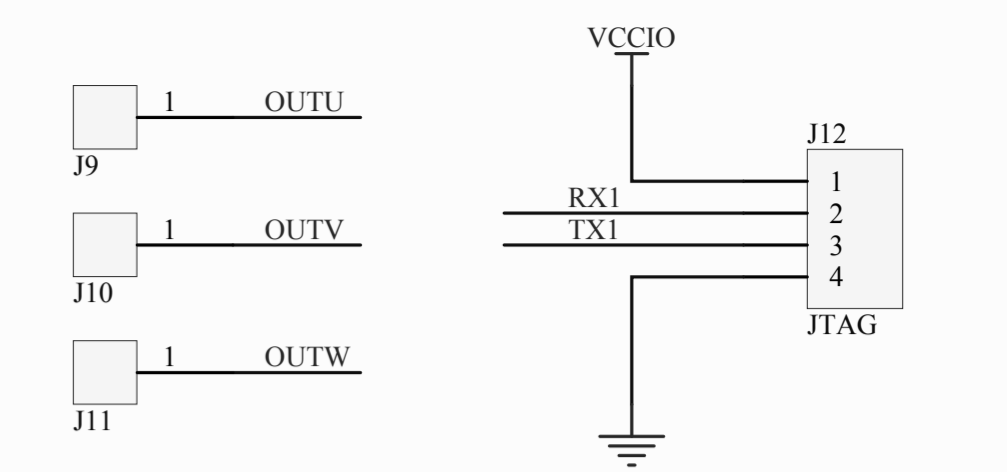 VCCIO
1 OUTU
J9
1 OUTV
J10
1 OUTW
J11
J12
1
RX1 2
TX1 3
4
JTAG